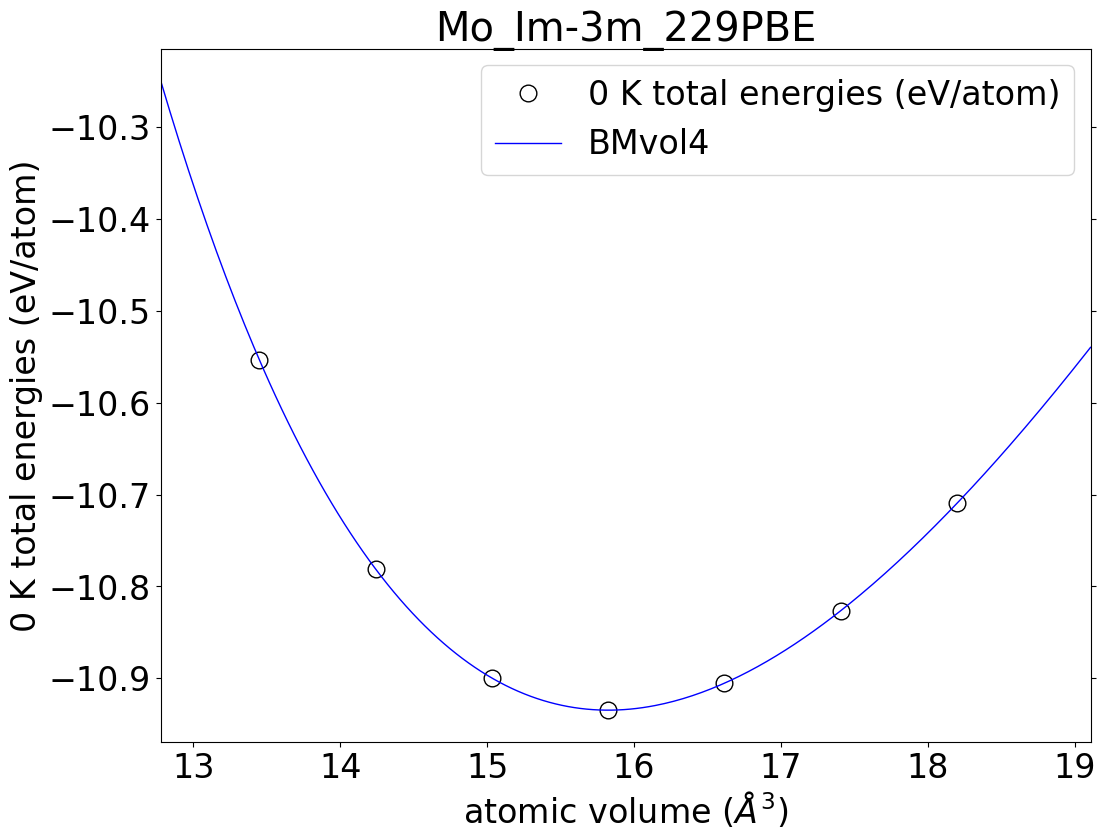 Mo_Im-3m_229PBE
0 K total energies (eV/atom)
BMvol4
0 K total energies (eV/atom)
−10.3
−10.4
−10.5
−10.6
−10.7
−10.8
−10.9
13 14 15 16 17 18 19
atomic volume (Å³)